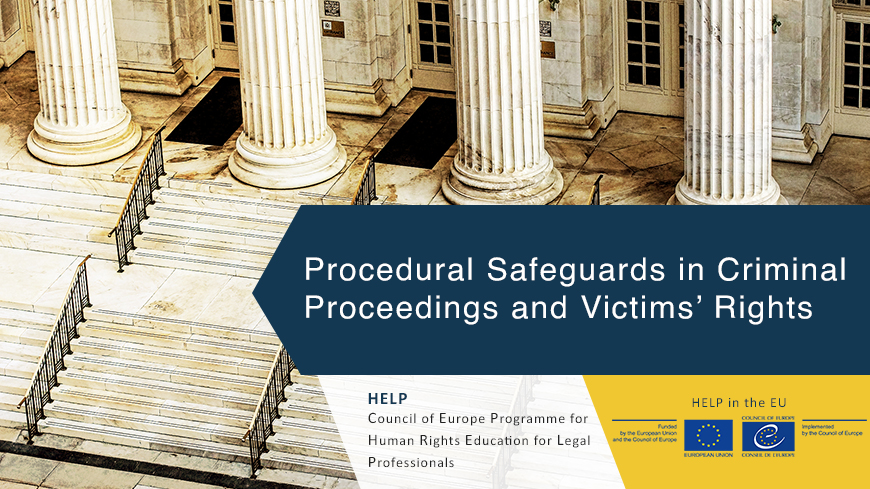 Procedural Safeguards in Criminal
Proceedings and Victims’ Rights
HELP
Council of Europe Programme for
Human Rights Education for Legal
Professionals
HELP in the EU
Funded
by the European Union
and the Council of Europe
EUROPEAN UNION
COUNCIL OF EUROPE
CONSEIL DE L'EUROPE
Implemented
by the Council of Europe